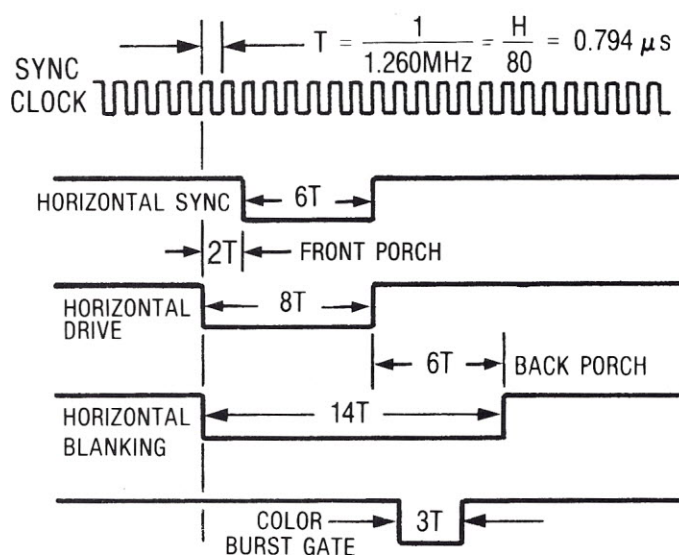 T = 1 / 1.260MHz = H / 80 = 0.794 μs
SYNC
CLOCK
HORIZONTAL SYNC
6T
2T
FRONT PORCH
HORIZONTAL
DRIVE
8T
6T
BACK PORCH
HORIZONTAL
BLANKING
14T
COLOR
BURST GATE
3T